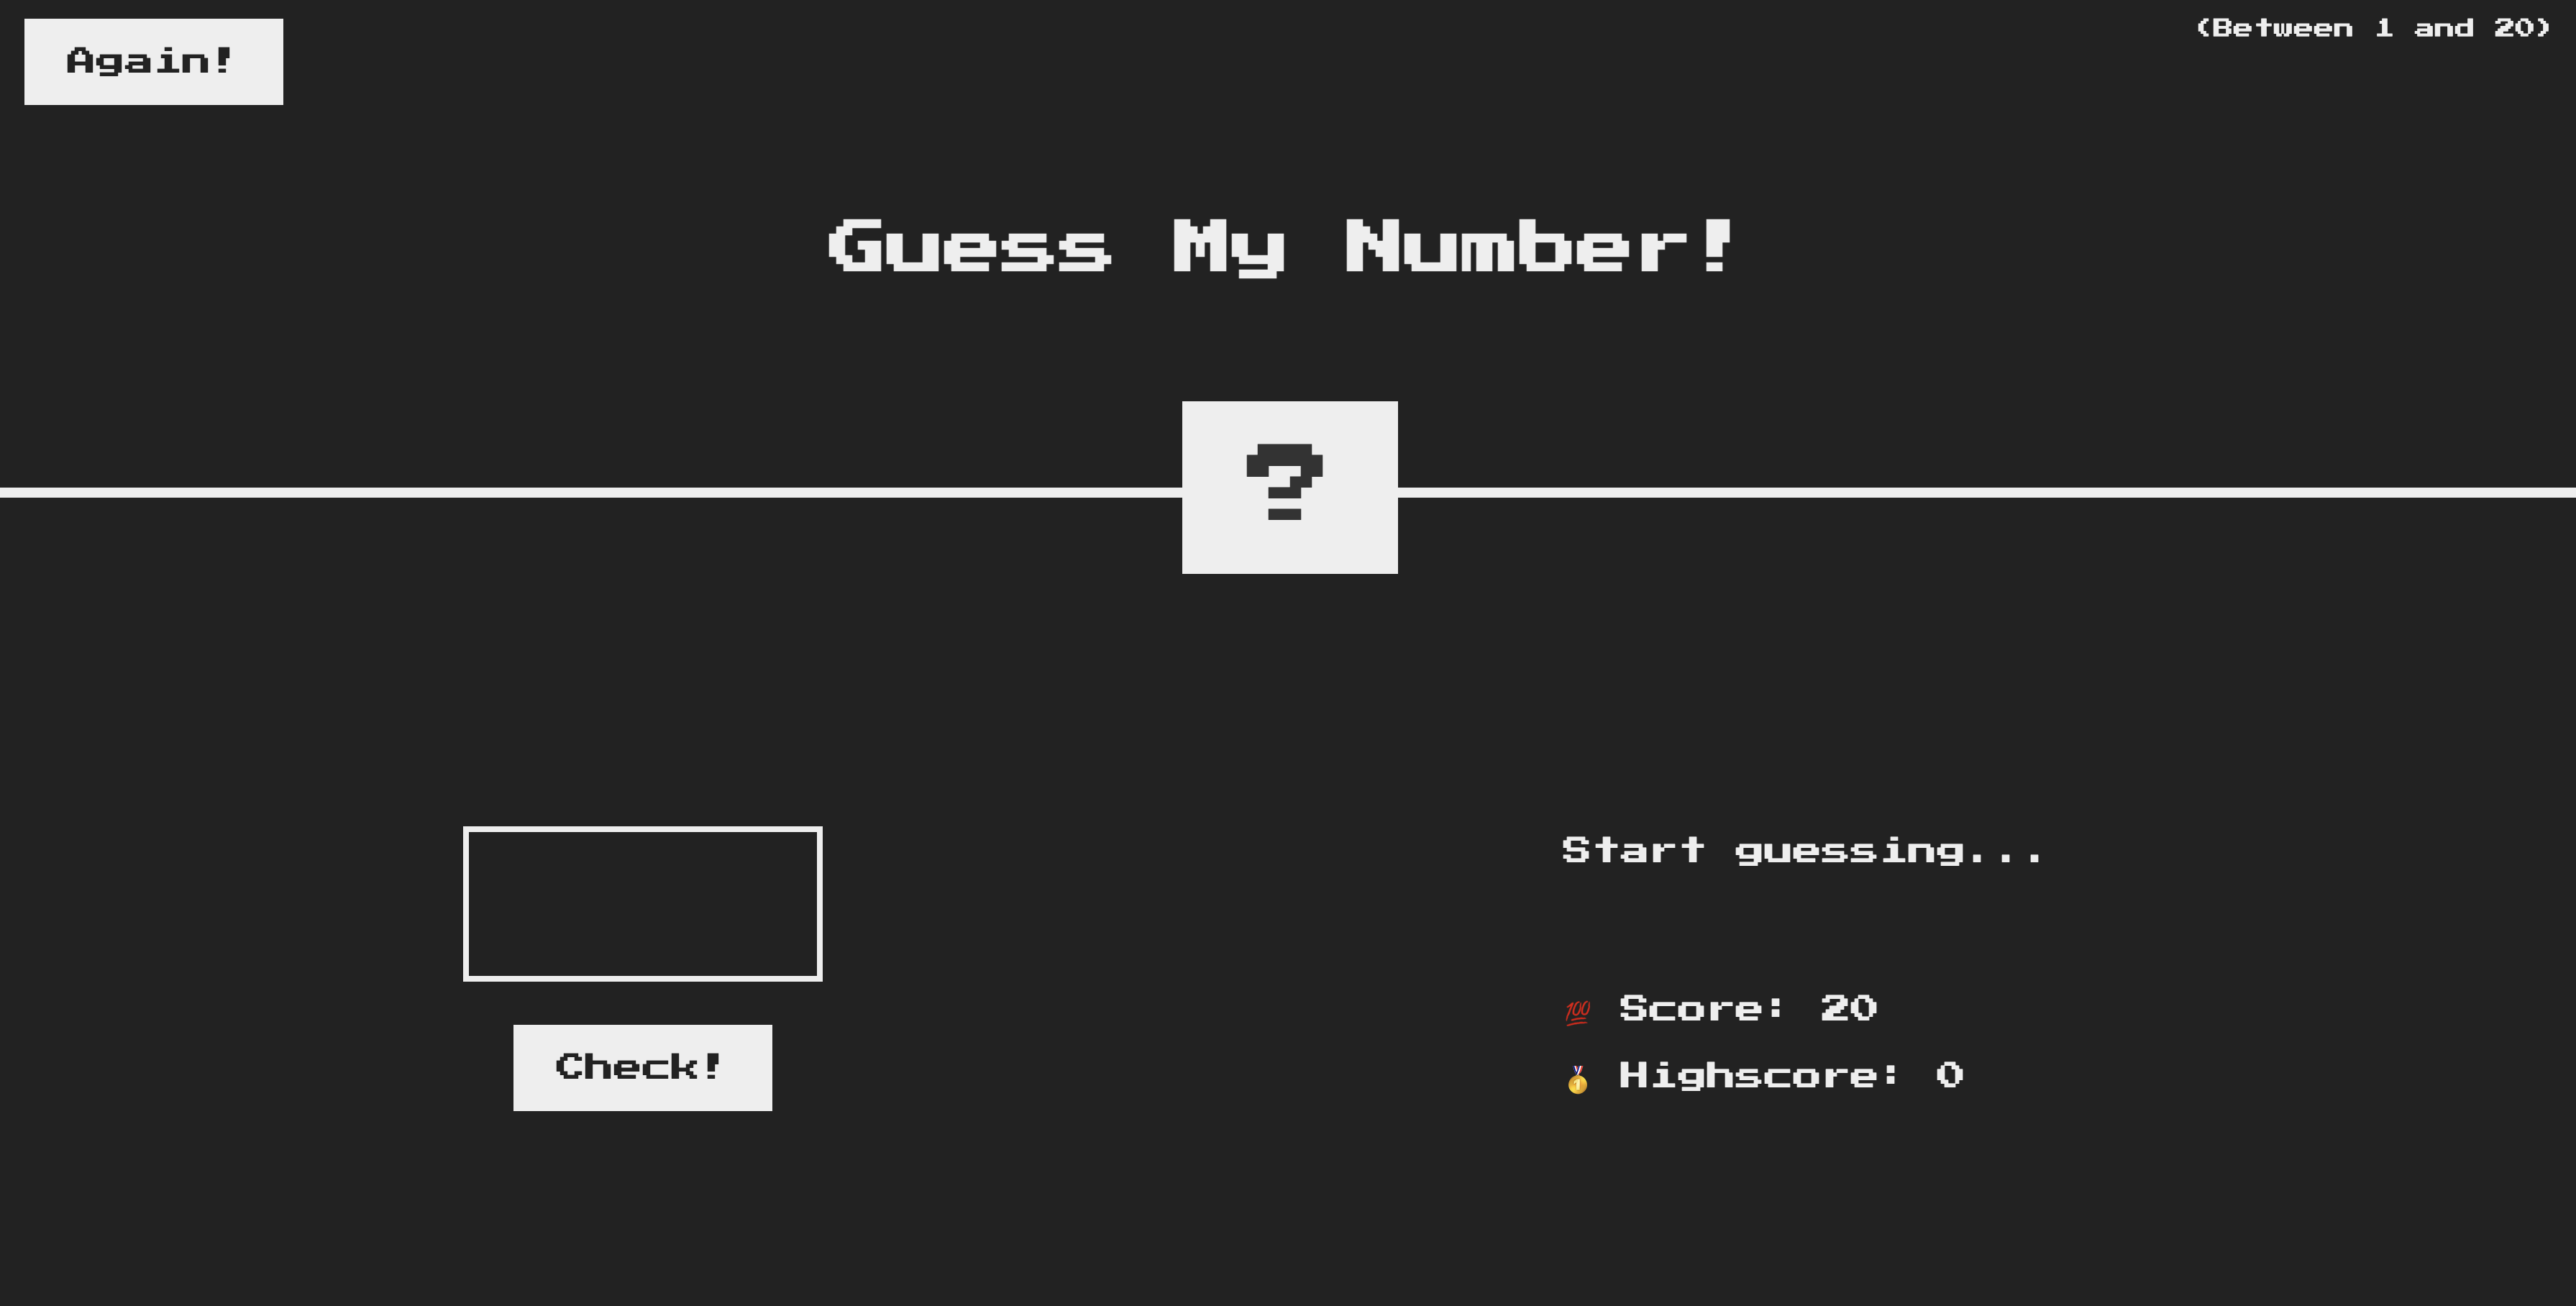 Again!
(Between 1 and 20)
Guess My Number!
?
Start guessing...
💯 Score: 20
🥇 Highscore: 0
Check!